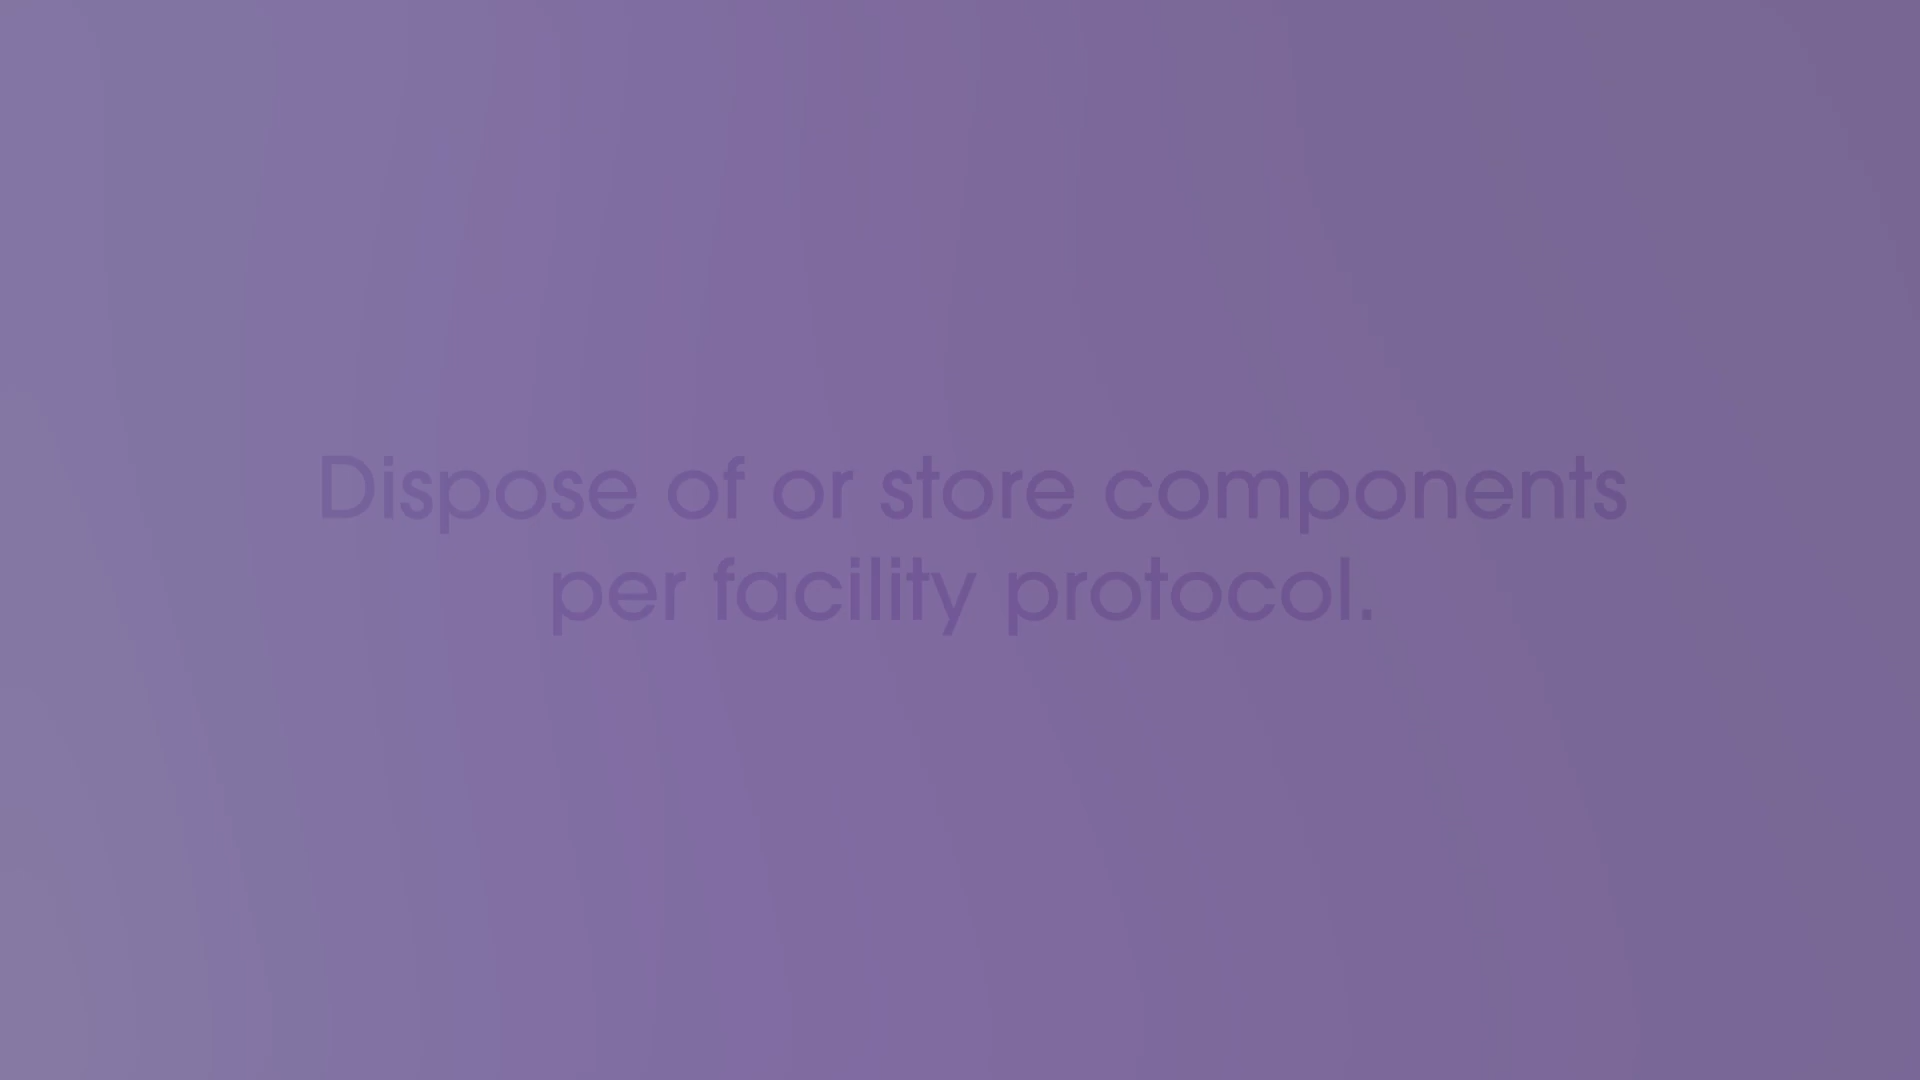 Dispose of or store components
per facility protocol.